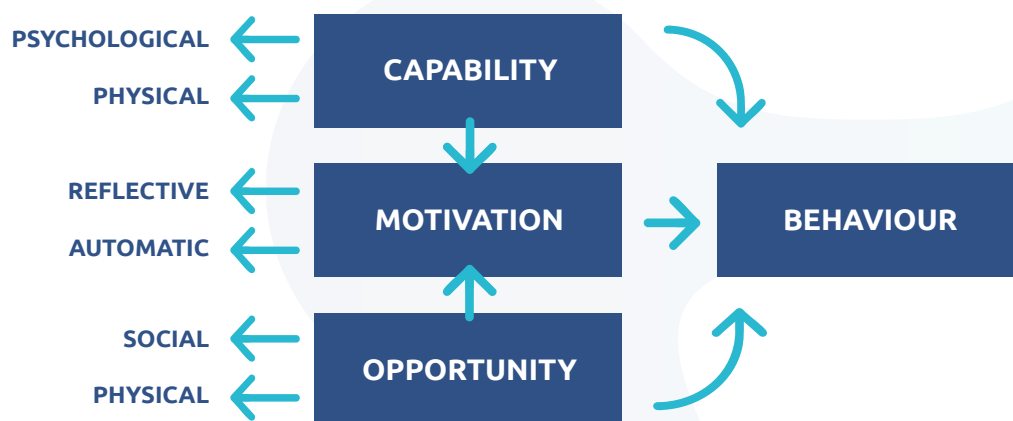 PSYCHOLOGICAL
PHYSICAL
CAPABILITY
REFLECTIVE
AUTOMATIC
MOTIVATION
BEHAVIOUR
SOCIAL
PHYSICAL
OPPORTUNITY